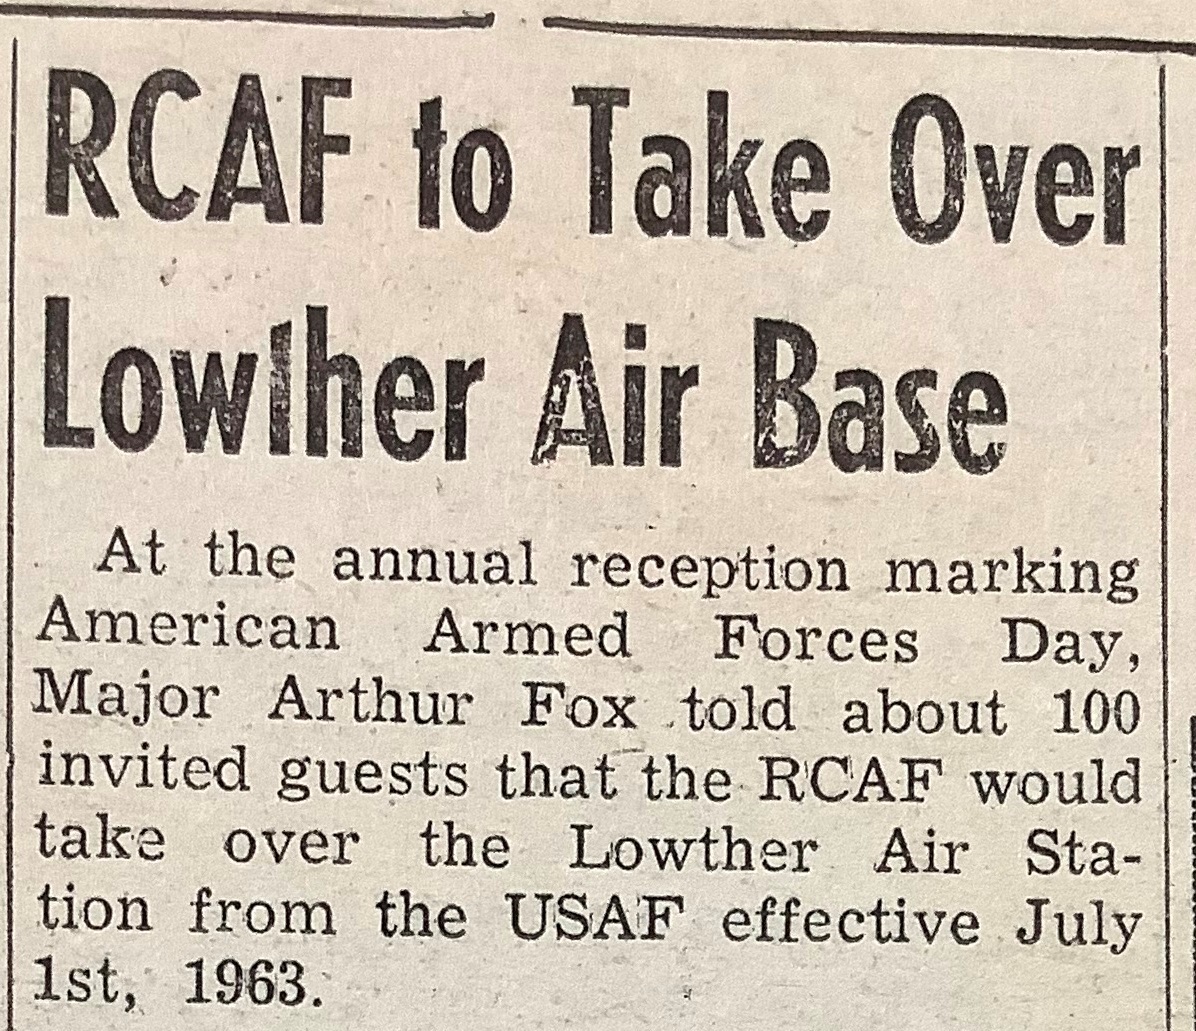 RCAF to Take Over
Lowther Air Base
At the annual reception marking
American Armed Forces Day,
Major Arthur Fox told about 100
invited guests that the RCAF would
take over the Lowther Air Sta-
tion from the USAF effective July
1st, 1963.